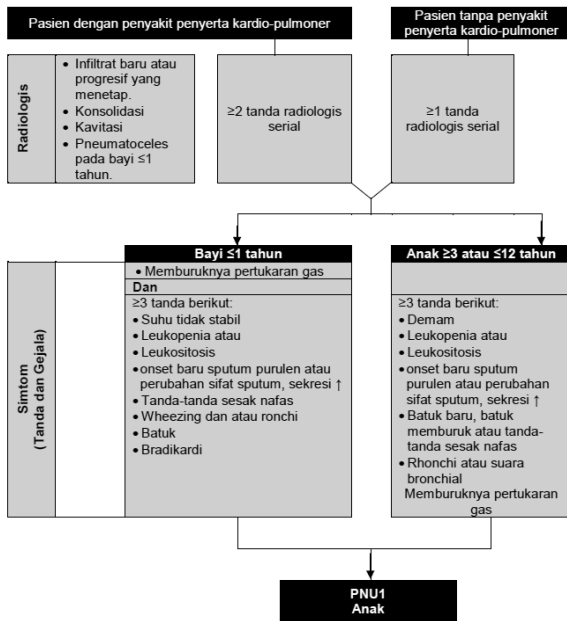 Pasien dengan penyakit penyerta kardio-pulmoner
Pasien tanpa penyakit
penyerta kardio-pulmoner
Radiologis
• Infiltrat baru atau
progresif yang
menetap.
• Konsolidasi
• Kavitasi
• Pneumatoceles
pada bayi ≤1
tahun.
≥2 tanda radiologis
serial
≥1 tanda
radiologis serial
Bayi ≤1 tahun
Anak ≥3 atau ≤12 tahun
Simtom
(Tanda dan Gejala)
• Memburuknya pertukaran gas
Dan
≥3 tanda berikut:
• Suhu tidak stabil
• Leukopenia atau
• Leukositosis
• onset baru sputum purulen atau
perubahan sifat sputum, sekresi ↑
• Tanda-tanda sesak nafas
• Wheezing dan atau ronchi
• Batuk
• Bradikardi
≥3 tanda berikut:
• Demam
• Leukopenia atau
• Leukositosis
• onset baru sputum
purulen atau perubahan
sifat sputum, sekresi ↑
• Batuk baru, batuk
memburuk atau tanda-
tanda sesak nafas
• Rhonchi atau suara
bronchial
Memburuknya pertukaran
gas
PNU1
Anak